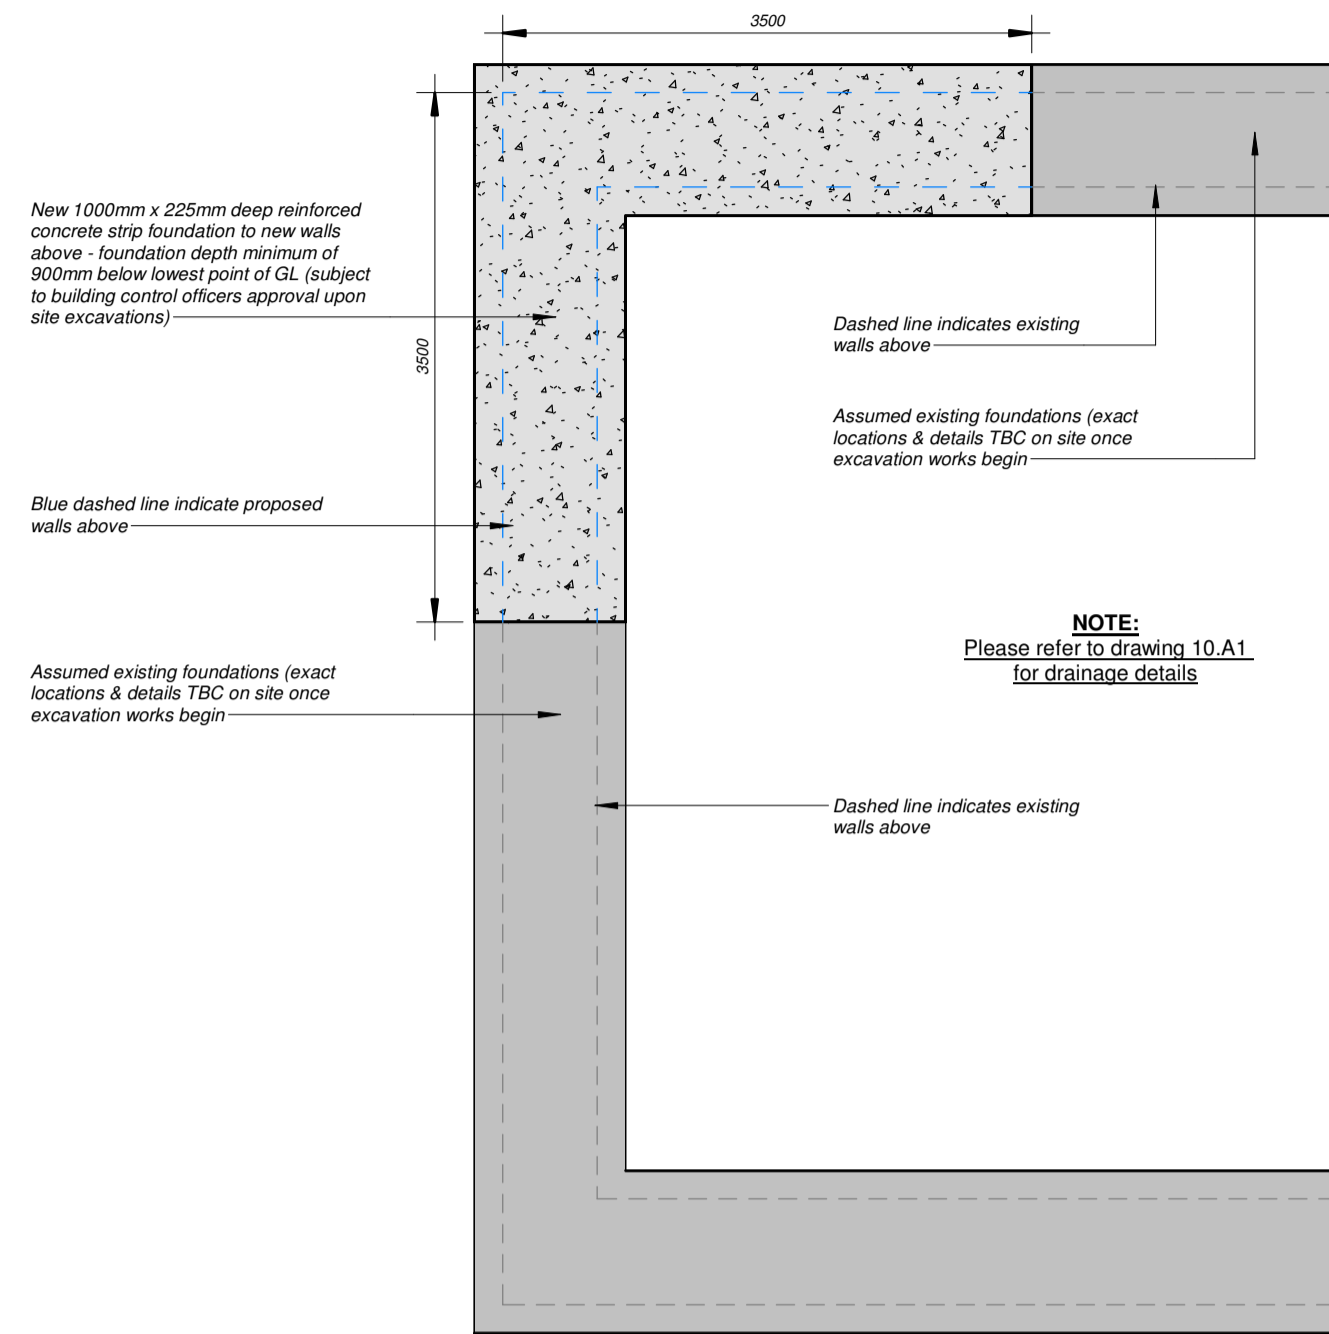 3500
New 1000mm x 225mm deep reinforced
concrete strip foundation to new walls
above - foundation depth minimum of
900mm below lowest point of GL (subject
to building control officers approval upon
site excavations)
3500
Dashed line indicates existing
walls above
Assumed existing foundations (exact
locations & details TBC on site once
excavation works begin
Blue dashed line indicate proposed
walls above
NOTE:
Please refer to drawing 10.A1
for drainage details
Assumed existing foundations (exact
locations & details TBC on site once
excavation works begin
Dashed line indicates existing
walls above